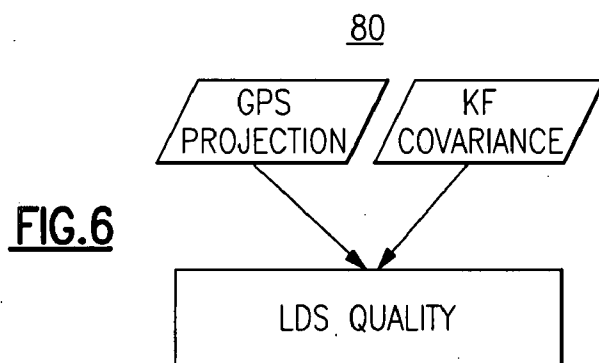 80
GPS
PROJECTION
KF
COVARIANCE
FIG.6
LDS QUALITY